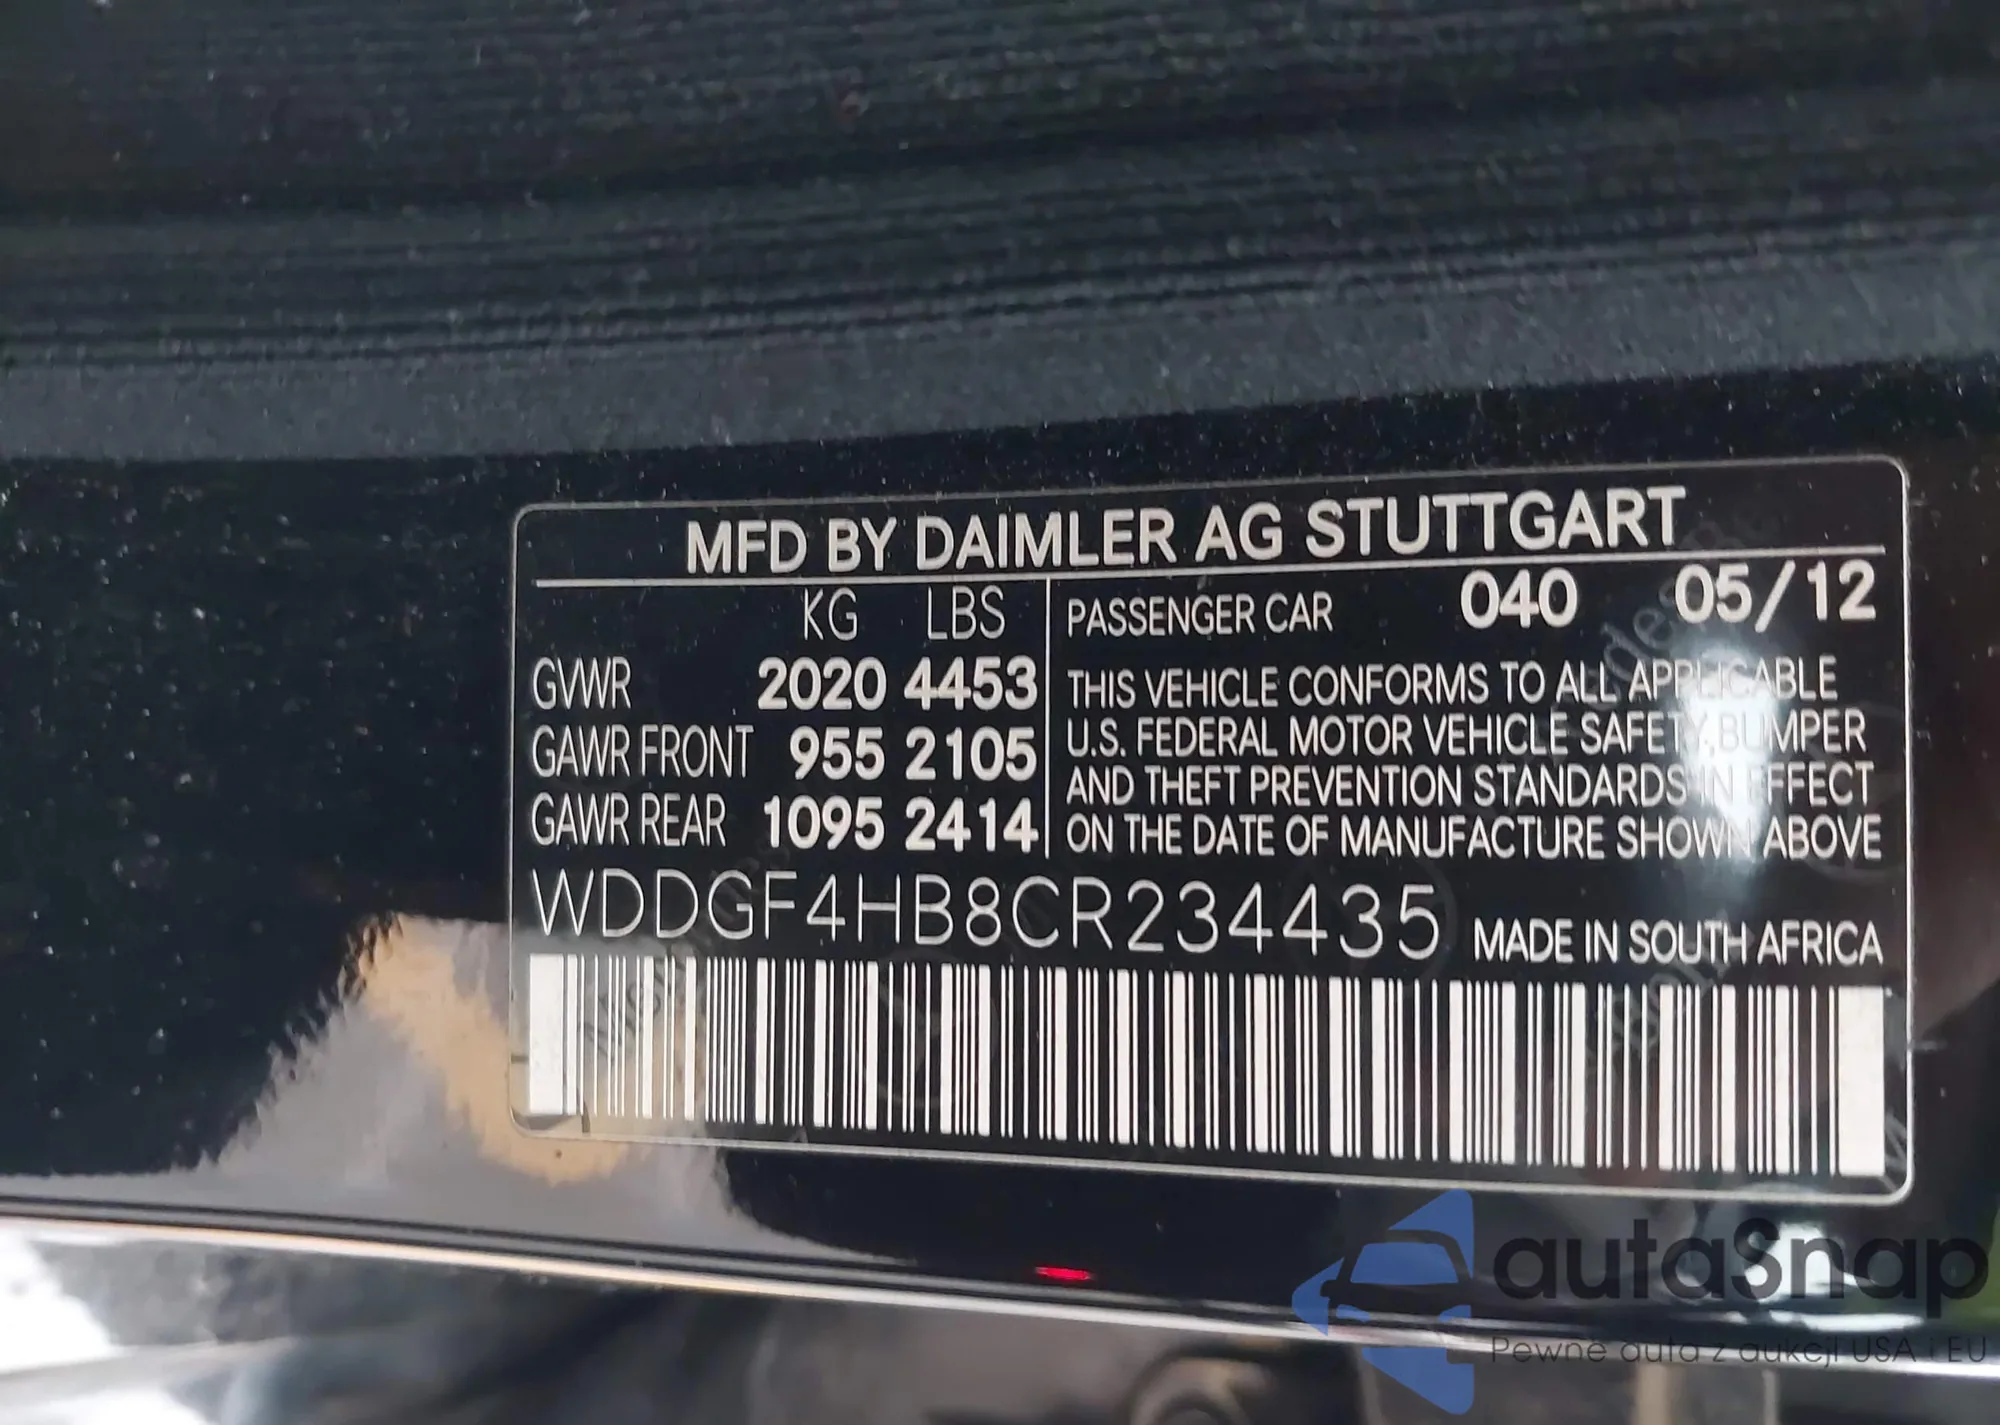 MFD BY DAIMLER AG STUTTGART
KG LBS
GVWR 2020 4453
GAWR FRONT 955 2105
GAWR REAR 1095 2414
PASSENGER CAR 040 05/12
THIS VEHICLE CONFORMS TO ALL APPLICABLE
U.S. FEDERAL MOTOR VEHICLE SAFETY, BUMPER
AND THEFT PREVENTION STANDARDS IN EFFECT
ON THE DATE OF MANUFACTURE SHOWN ABOVE
WDDGF4HB8CR234435 MADE IN SOUTH AFRICA
autaSnap
Pewne auta z aukcji USA i EU